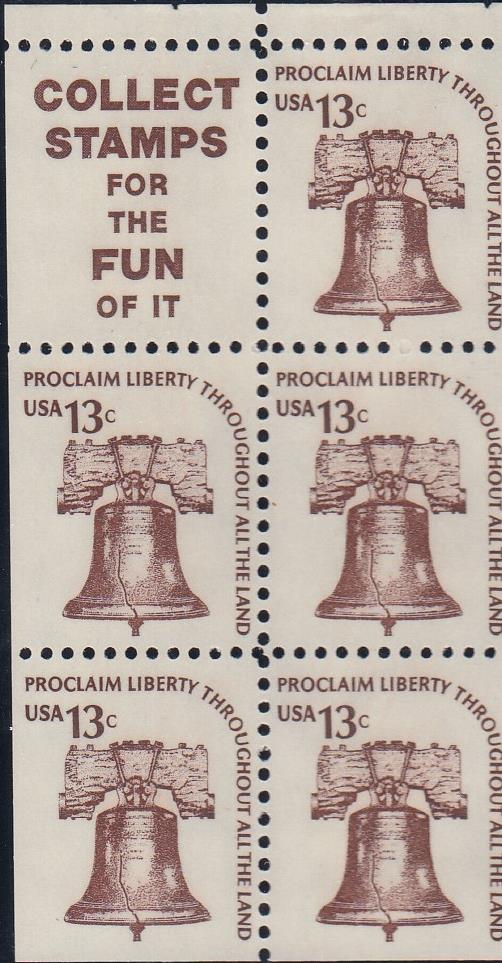 COLLECT
STAMPS
FOR
THE
FUN
OF IT
PROCLAIM LIBERTY THROUGHOUT ALL THE LAND
USA 13c
PROCLAIM LIBERTY THROUGHOUT ALL THE LAND
USA 13c
PROCLAIM LIBERTY THROUGHOUT ALL THE LAND
USA 13c
PROCLAIM LIBERTY THROUGHOUT ALL THE LAND
USA 13c
PROCLAIM LIBERTY THROUGHOUT ALL THE LAND
USA 13c